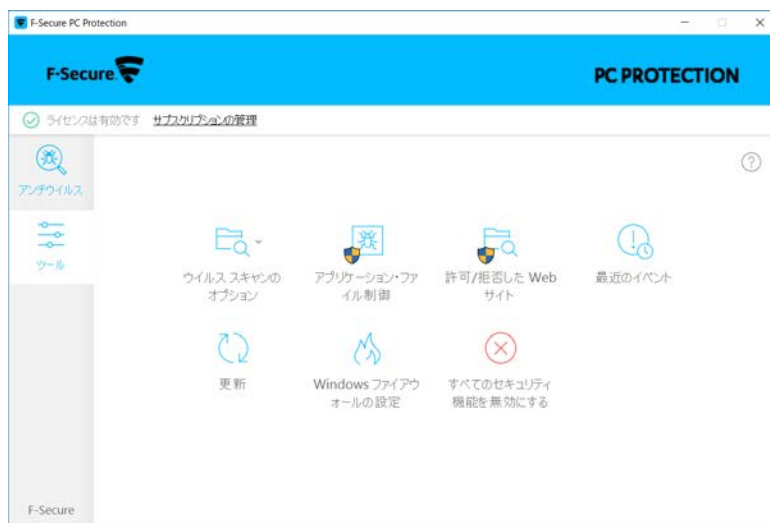 F-Secure PC Protection
F-Secure
PC PROTECTION
ライセンスは有効です サブスクリプションの管理
アンチウイルス
ツール
ウイルス スキャンの
オプション
アプリケーション・ファ
イル制御
許可/拒否した Web
サイト
最近のイベント
更新
Windows ファイアウ
ォールの設定
すべてのセキュリティ
機能を無効にする
F-Secure